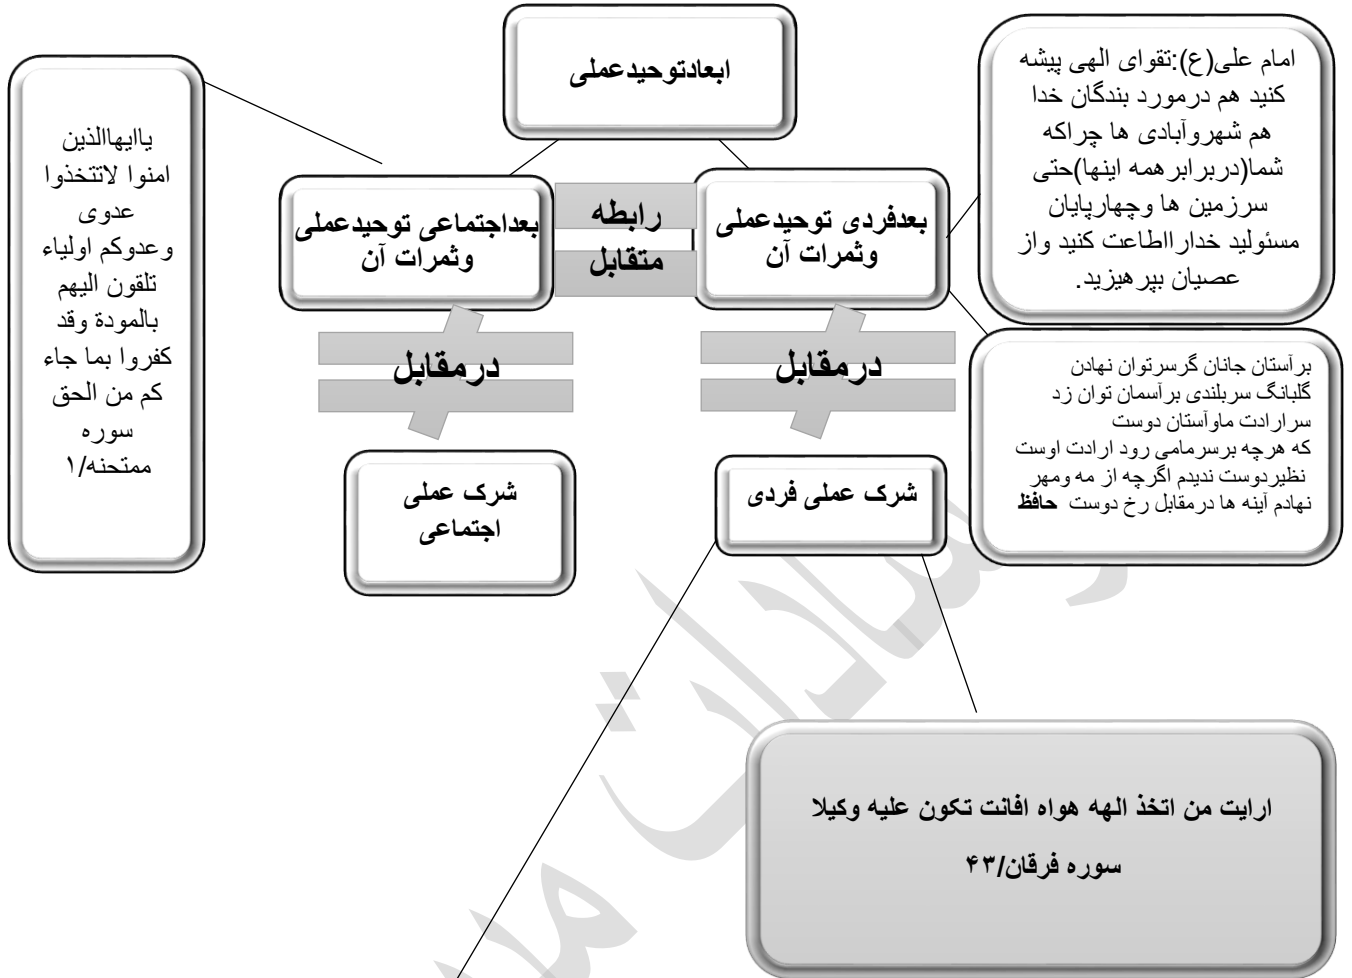 ابعادتوحیدعملی
امام علی(ع):تقوای الهی پیشه
کنید هم درمورد بندگان خدا
هم شهروآبادی ها چراکه
شما(دربرابرهمه اینها)حتی
سرزمین ها وچهارپایان
مسئولید خدارااطاعت کنید واز
عصیان بپرهیزید.
بعدفردی توحیدعملی
وثمرات آن
رابطه
متقابل
بعداجتماعی توحیدعملی
وثمرات آن
یاایهاالذین
امنوا لاتتخذوا
عدوی
وعدوکم اولیاء
تلقون الیهم
بالمودة وقد
کفروا بما جاء
کم من الحق
سوره
ممتحنه/۱
برآستان جانان گرسرتوان نهادن
گلبانگ سربلندی برآسمان توان زد
سرارادت ماوآستان دوست
که هرچه برسرمامی رود ارادت اوست
نظیردوست ندیدم اگرچه از مه ومهر
نهادم آینه ها درمقابل رخ دوست حافظ
درمقابل
درمقابل
شرک عملی فردی
شرک عملی
اجتماعی
ارایت من اتخذ الهه هواه افانت تکون علیه وکیلا
سوره فرقان/۴۳